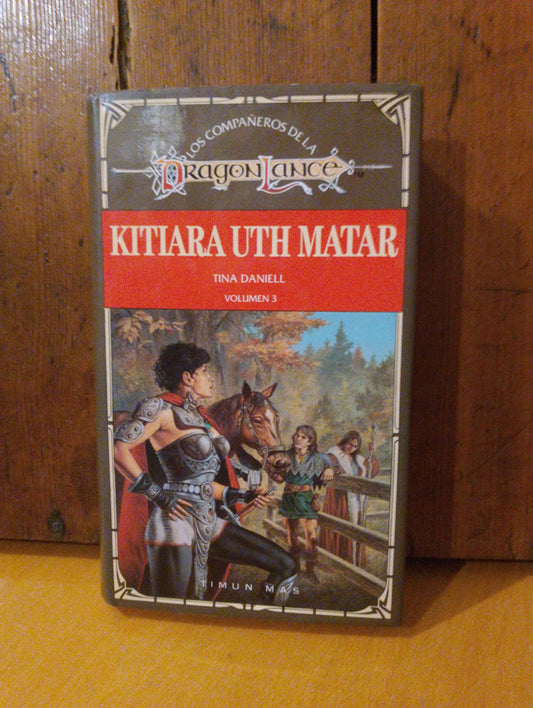 LOS COMPAÑEROS DE LA
DRAGONLANCE
KITIARA UTH MATAR
TINA DANIELL
VOLUMEN 3
TIMUN MAS